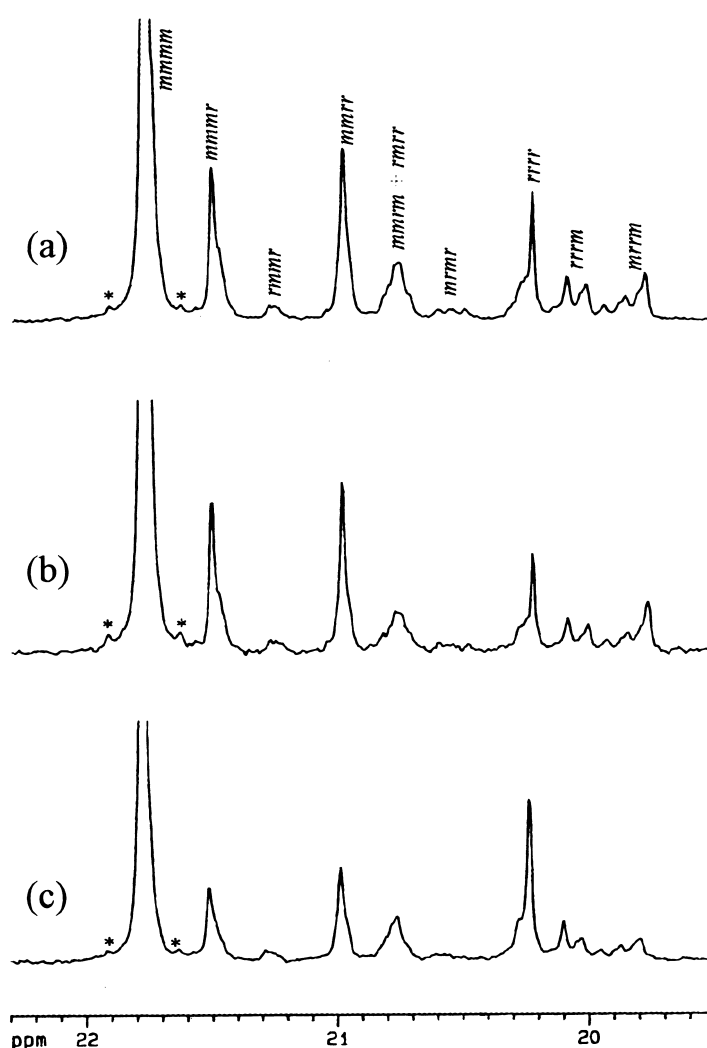 mmmm
mmmr
rmmr
mmrr
mmrm + rmrr
mrmr
rrrr
rrrm
mrrm
(a)
* *
(b)
* *
(c)
* *
ppm 22 21 20